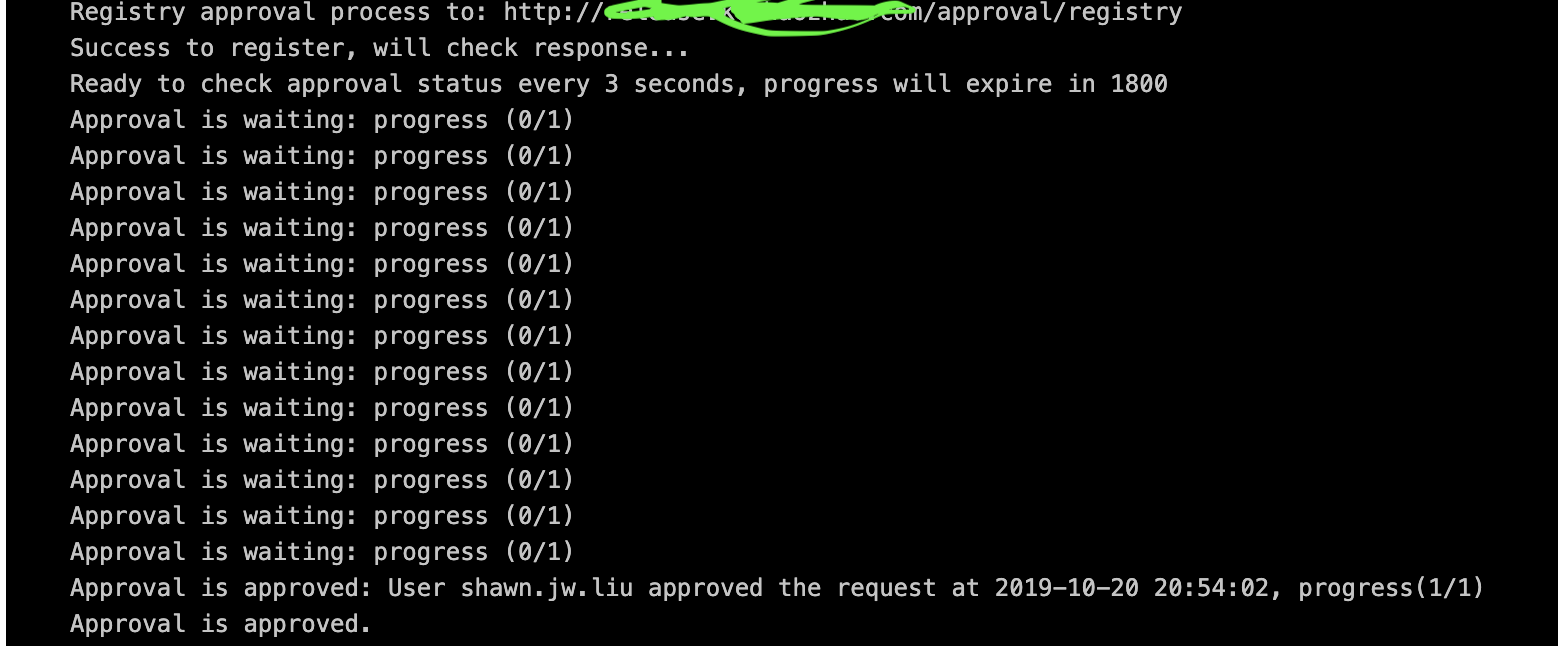 Registry approval process to: http:// .com/approval/registry
Success to register, will check response...
Ready to check approval status every 3 seconds, progress will expire in 1800
Approval is waiting: progress (0/1)
Approval is waiting: progress (0/1)
Approval is waiting: progress (0/1)
Approval is waiting: progress (0/1)
Approval is waiting: progress (0/1)
Approval is waiting: progress (0/1)
Approval is waiting: progress (0/1)
Approval is waiting: progress (0/1)
Approval is waiting: progress (0/1)
Approval is waiting: progress (0/1)
Approval is waiting: progress (0/1)
Approval is waiting: progress (0/1)
Approval is waiting: progress (0/1)
Approval is approved: User shawn.jw.liu approved the request at 2019-10-20 20:54:02, progress(1/1)
Approval is approved.